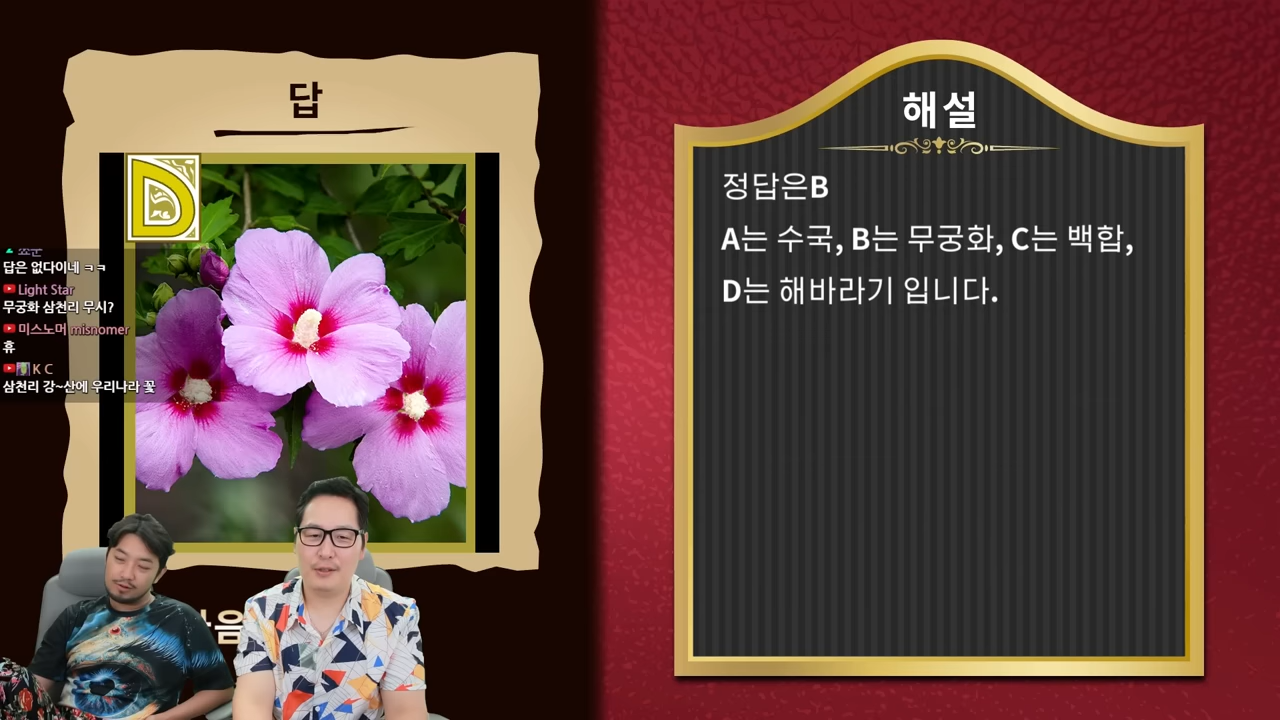 답
D
답은 없다이네 ㅋㅋ
Light Star
무궁화 삼천리 무시?
미스노머 misnomer
휴
K C
삼천리 강~산에 우리나라 꽃
해설
정답은B
A는 수국, B는 무궁화, C는 백합,
D는 해바라기 입니다.